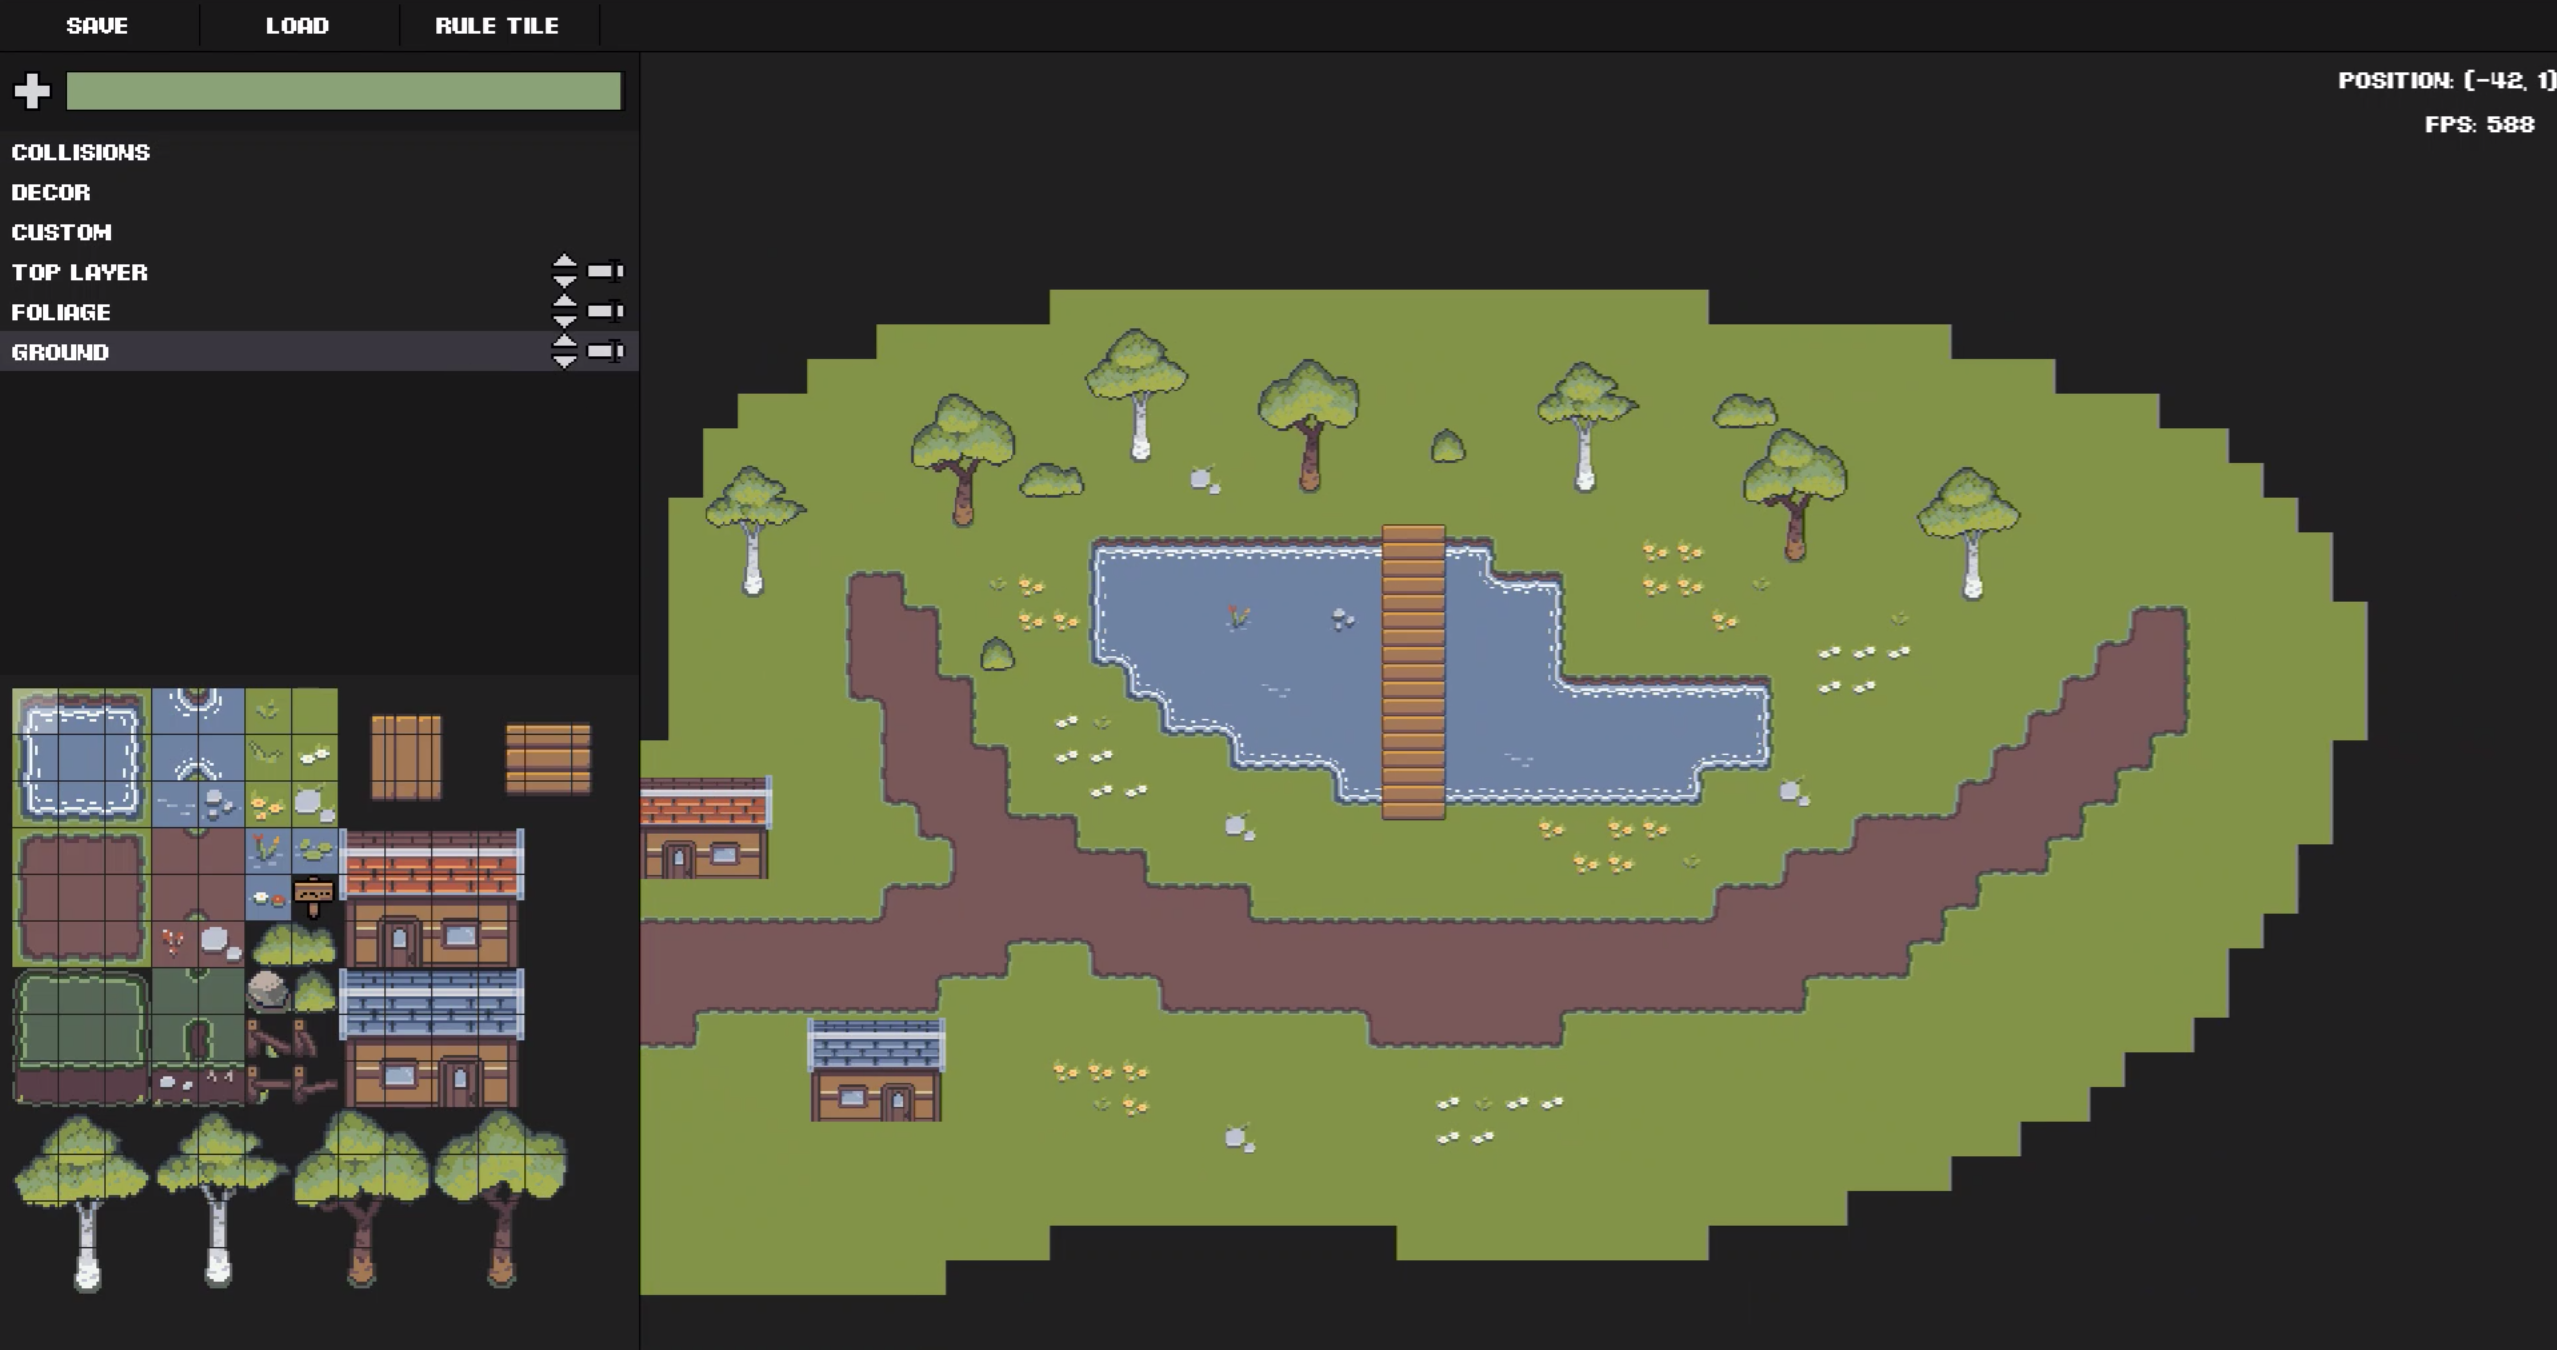 SAVE
LOAD
RULE TILE
POSITION: (-42, 1)
FPS: 588
COLLISIONS
DECOR
CUSTOM
TOP LAYER
FOLIAGE
GROUND